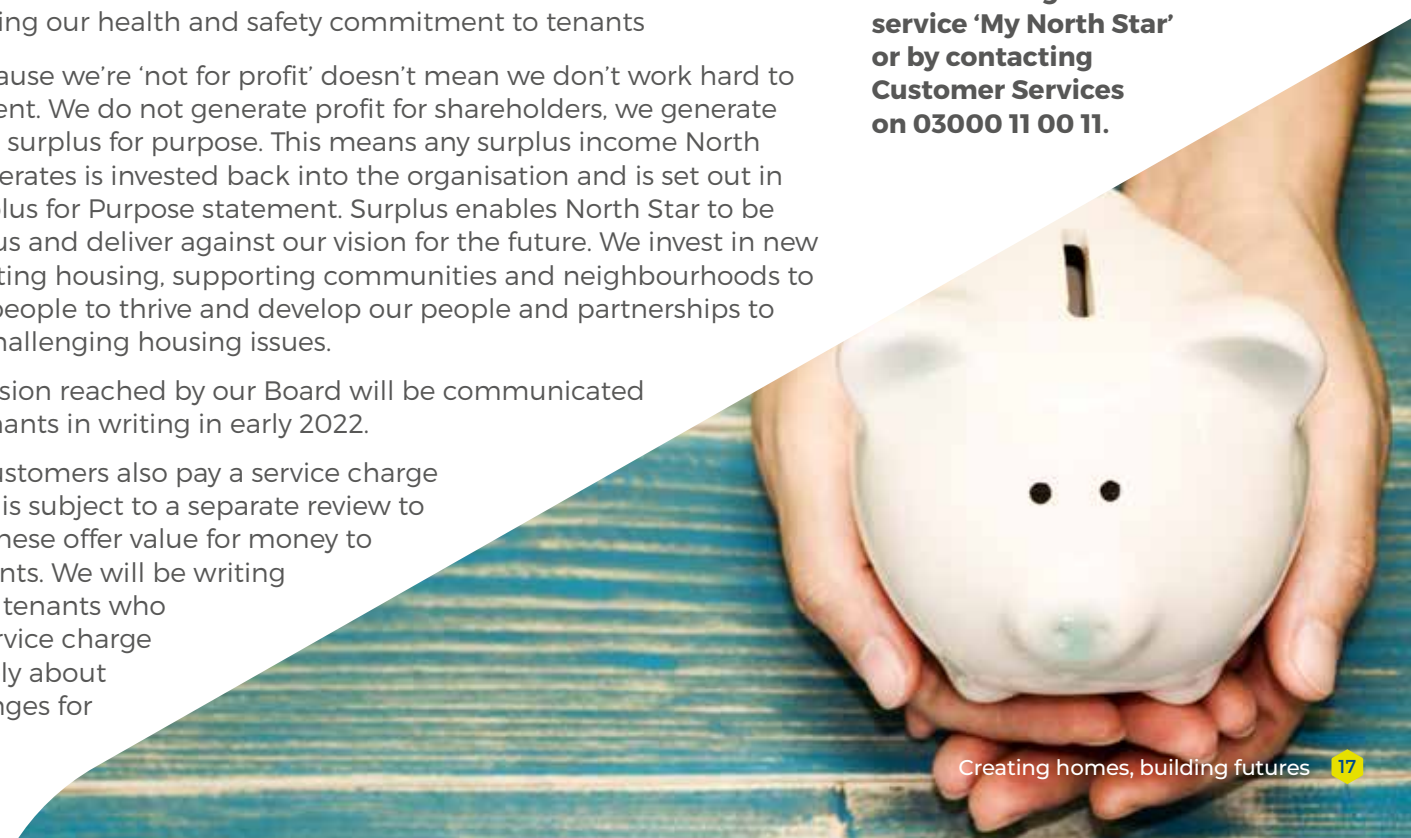 ing our health and safety commitment to tenants
ause we're 'not for profit' doesn't mean we don't work hard to
ent. We do not generate profit for shareholders, we generate
surplus for purpose. This means any surplus income North
erates is invested back into the organisation and is set out in
plus for Purpose statement. Surplus enables North Star to be
us and deliver against our vision for the future. We invest in new
ting housing, supporting communities and neighbourhoods to
people to thrive and develop our people and partnerships to
hallenging housing issues.
sion reached by our Board will be communicated
nants in writing in early 2022.
ustomers also pay a service charge
is subject to a separate review to
hese offer value for money to
nts. We will be writing
tenants who
rvice charge
ly about
nges for
service 'My North Star'
or by contacting
Customer Services
on 03000 11 00 11.
Creating homes, building futures 17